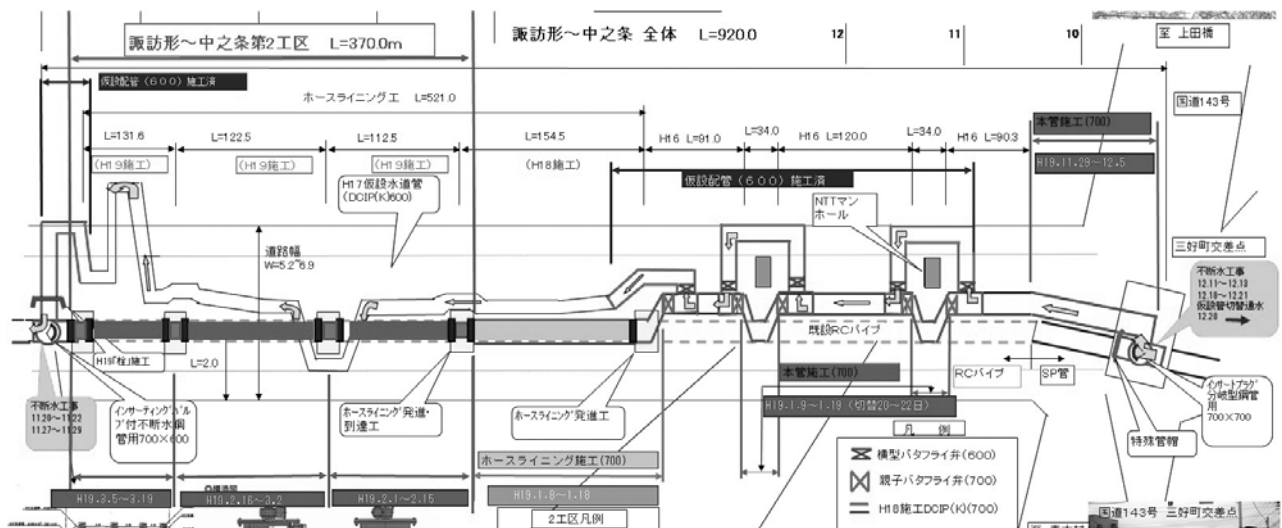 諏訪形～中之条第2工区 L=370.0m
諏訪形～中之条 全体 L=920.0
12
11
10
至 上田橋
国道143号
仮設配管（600）施工済
ホースライニング工 L=521.0
L=131.6
L=122.5
L=112.5
L=154.5
H16 L=91.0
L=34.0
H16 L=120.0
L=34.0
H16 L=90.3
本管施工(700)
H19.11.29～12.5
(H19施工)
(H19施工)
(H19施工)
(H18施工)
仮設配管（600）施工済
H17仮設水道管
(DCIP(K)600)
NTTマン
ホール
道路幅
W=5.2~6.9
三好町交差点
不断水工事
12.11～12.13
12.18～12.21
仮設管切替通水
12.20
既設RCパイプ
H19「栓」施工
L=2.0
本管施工(700)
RCパイプ
SP管
不断水工事
11.20～11.22
11.27～11.29
インサーティングバル
ブ付不断水鋼
管用700×600
ホースライニング発進・
到達工
ホースライニング発進工
H19.1.9～1.19（切替20～22日）
特殊管帽
インサートプラグ
分岐型鋼管
用
700×700
凡 例
ホースライニング施工(700)
横型バタフライ弁(600)
親子バタフライ弁(700)
H18施工DCIP(K)(700)
H19.3.5～3.19
H19.2.16～3.2
H19.2.1～2.15
H19.1.8～1.18
2工区凡例
国道143号 三好町交差点